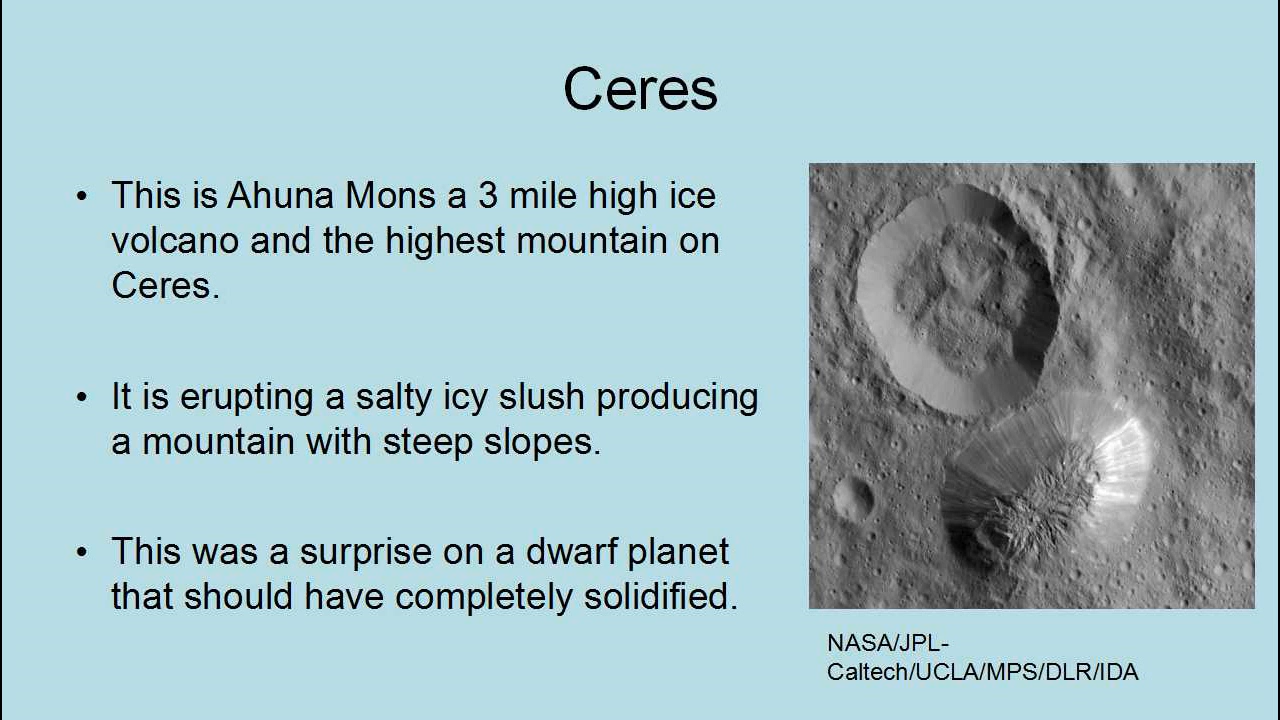 Ceres
• This is Ahuna Mons a 3 mile high ice
volcano and the highest mountain on
Ceres.
• It is erupting a salty icy slush producing
a mountain with steep slopes.
• This was a surprise on a dwarf planet
that should have completely solidified.
NASA/JPL-
Caltech/UCLA/MPS/DLR/IDA